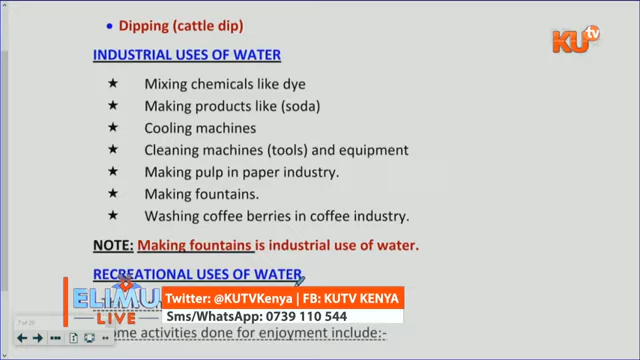 • Dipping (cattle dip)
KU tv
INDUSTRIAL USES OF WATER
★ Mixing chemicals like dye
★ Making products like (soda)
★ Cooling machines
★ Cleaning machines (tools) and equipment
★ Making pulp in paper industry.
★ Making fountains.
★ Washing coffee berries in coffee industry.
NOTE: Making fountains is industrial use of water.
RECREATIONAL USES OF WATER
ELIMU LIVE
Twitter: @KUTVKenya | FB: KUTV KENYA
Sms/WhatsApp: 0739 110 544
activities done for enjoyment include:-